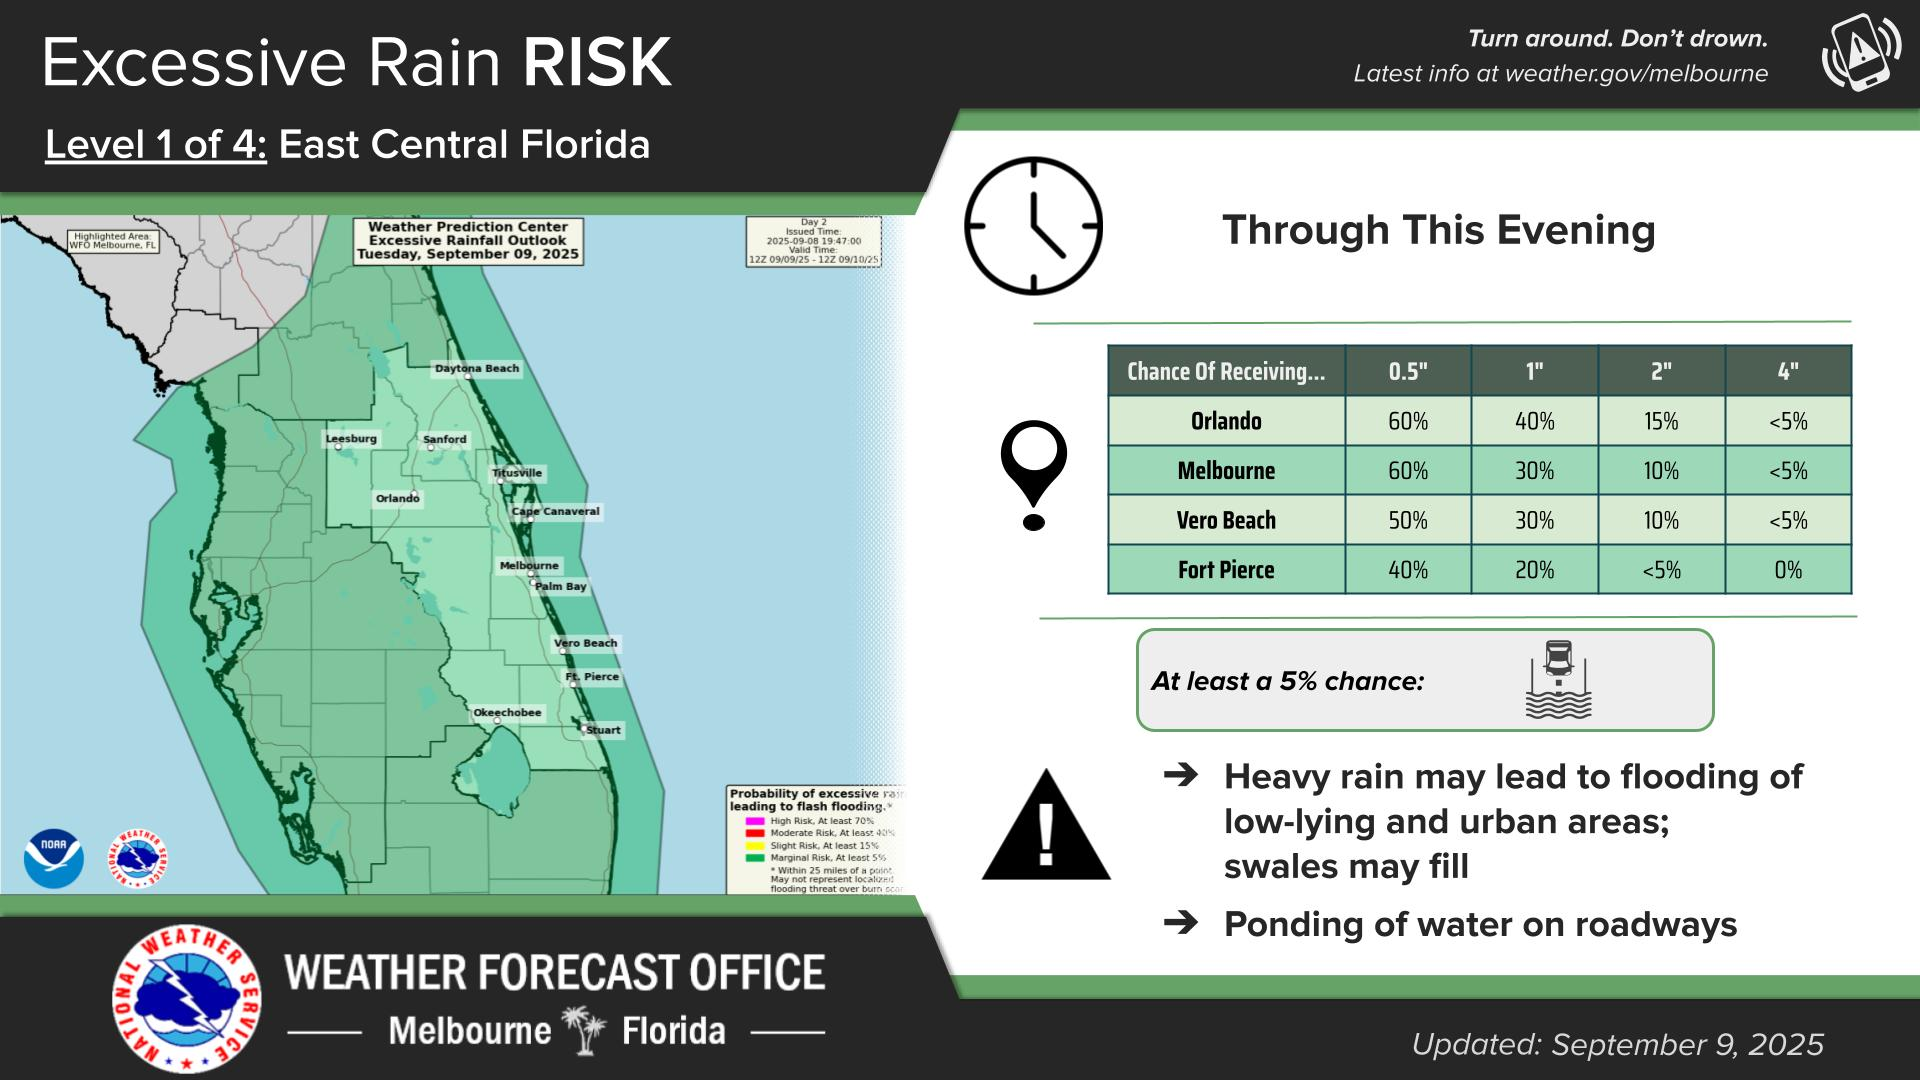 Excessive Rain RISK
Level 1 of 4: East Central Florida
Turn around. Don't drown.
Latest info at weather.gov/melbourne
Highlighted Area:
WFO Melbourne, FL
Weather Prediction Center
Excessive Rainfall Outlook
Tuesday, September 09, 2025
Day 2
Issued Time:
2025-09-08 19:47:00
Valid Time:
12Z 09/09/25 - 12Z 09/10/25
Daytona Beach
Leesburg
Sanford
Titusville
Orlando
Cape Canaveral
Melbourne
Palm Bay
Vero Beach
Ft. Pierce
Okeechobee
Stuart
Probability of excessive rain
leading to flash flooding.*
High Risk, At least 70%
Moderate Risk, At least 40%
Slight Risk, At least 15%
Marginal Risk, At least 5%
* Within 25 miles of a point.
May not represent localized
flooding threat over burn scar
NOAA
NATIONAL WEATHER SERVICE
Through This Evening
Chance Of Receiving... 0.5" 1" 2" 4"
Orlando 60% 40% 15% <5%
Melbourne 60% 30% 10% <5%
Vero Beach 50% 30% 10% <5%
Fort Pierce 40% 20% <5% 0%
At least a 5% chance:
➔ Heavy rain may lead to flooding of
low-lying and urban areas;
swales may fill
➔ Ponding of water on roadways
NATIONAL WEATHER SERVICE
WEATHER FORECAST OFFICE
Melbourne Florida
Updated: September 9, 2025